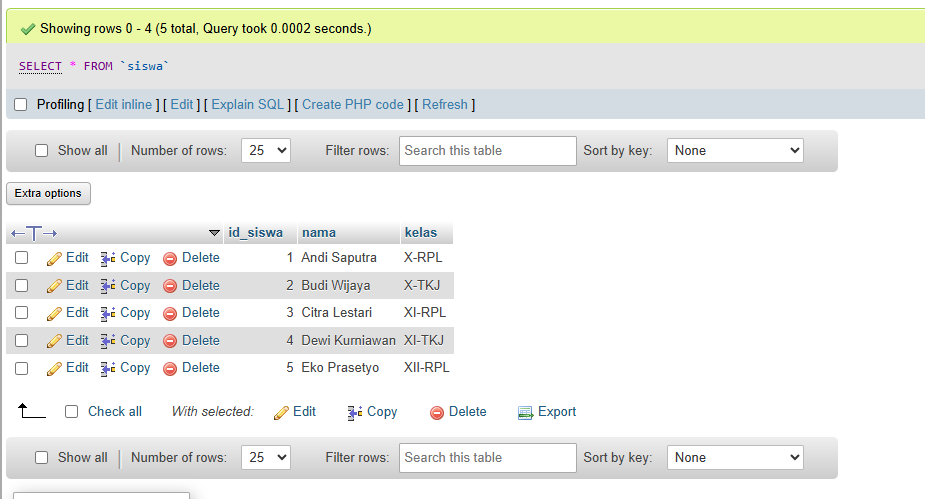 Showing rows 0 - 4 (5 total, Query took 0.0002 seconds.)
SELECT * FROM `siswa`
Profiling [ Edit inline ] [ Edit ] [ Explain SQL ] [ Create PHP code ] [ Refresh ]
Show all | Number of rows: 25 Filter rows: Search this table Sort by key: None
Extra options
←T→ id_siswa nama kelas
Edit Copy Delete 1 Andi Saputra X-RPL
Edit Copy Delete 2 Budi Wijaya X-TKJ
Edit Copy Delete 3 Citra Lestari XI-RPL
Edit Copy Delete 4 Dewi Kurniawan XI-TKJ
Edit Copy Delete 5 Eko Prasetyo XII-RPL
Check all With selected: Edit Copy Delete Export
Show all | Number of rows: 25 Filter rows: Search this table Sort by key: None